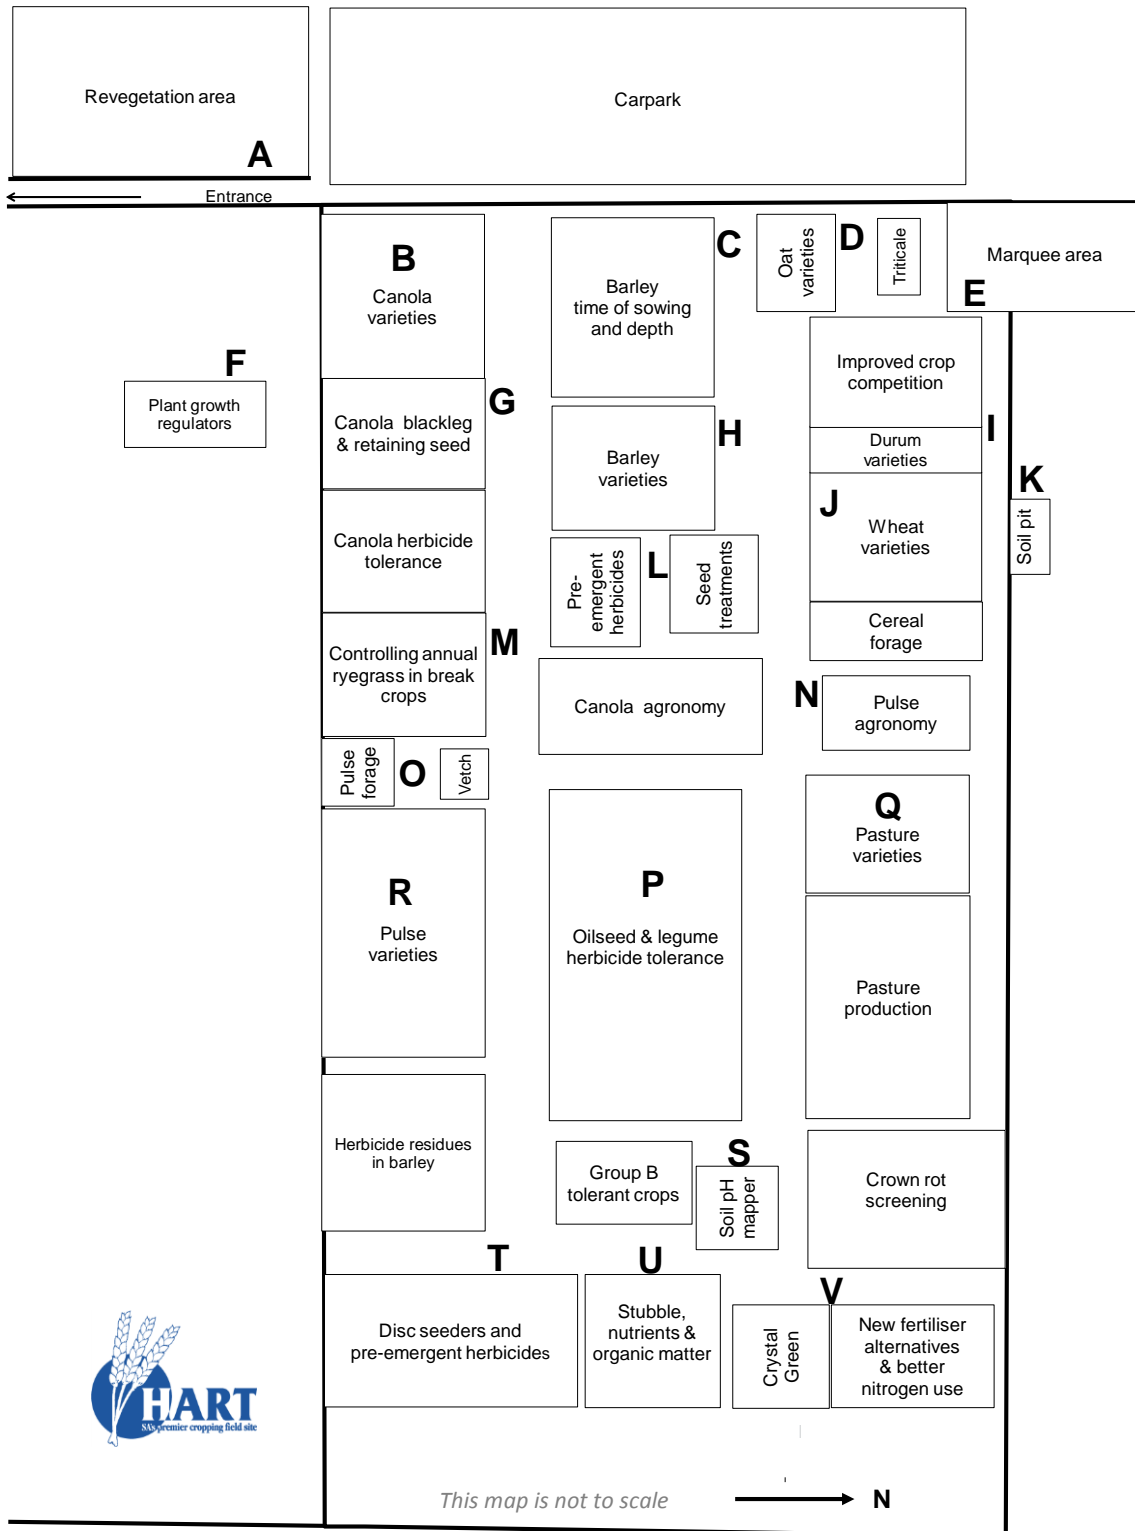 Revegetation area
A
Carpark
Entrance
B
Canola
varieties
Barley
time of sowing
and depth
C
Oat
varieties
D
Triticale
Marquee area
E
F
Plant growth
regulators
Canola  blackleg
& retaining seed
G
Barley
varieties
H
Improved crop
competition
Durum
varieties
I
J
Wheat
varieties
K
Soil pit
Canola herbicide
tolerance
Pre-
emergent
herbicides
L
Seed
treatments
Cereal
forage
Controlling annual
ryegrass in break
crops
M
Canola  agronomy
N
Pulse
agronomy
Pulse
forage
O
Vetch
Q
Pasture
varieties
R
Pulse
varieties
P
Oilseed & legume
herbicide tolerance
Pasture
production
Herbicide residues
in barley
Group B
tolerant crops
S
Soil pH
mapper
Crown rot
screening
T
Disc seeders and
pre-emergent herbicides
U
Stubble,
nutrients &
organic matter
Crystal
Green
V
New fertiliser
alternatives
& better
nitrogen use
HART
SA's premier cropping field site
This map is not to scale
N